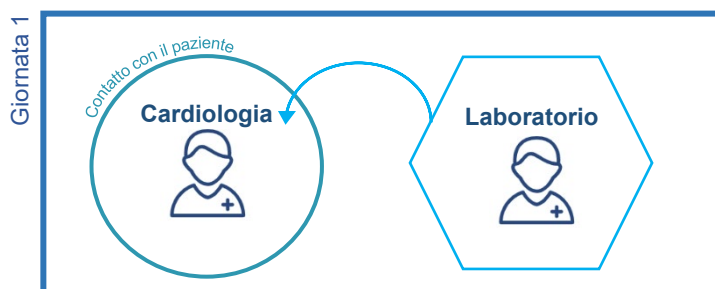 Giornata 1
Contatto con il paziente
Cardiologia
Laboratorio